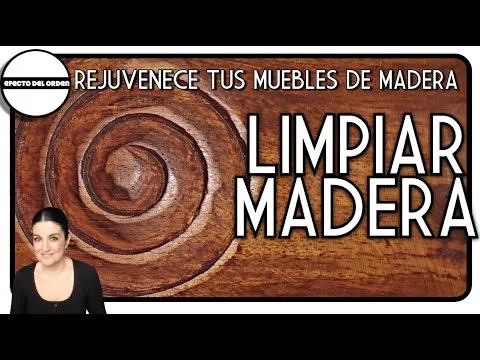 EFECTO DEL ORDEN
REJUVENECE TUS MUEBLES DE MADERA
LIMPIAR
MADERA